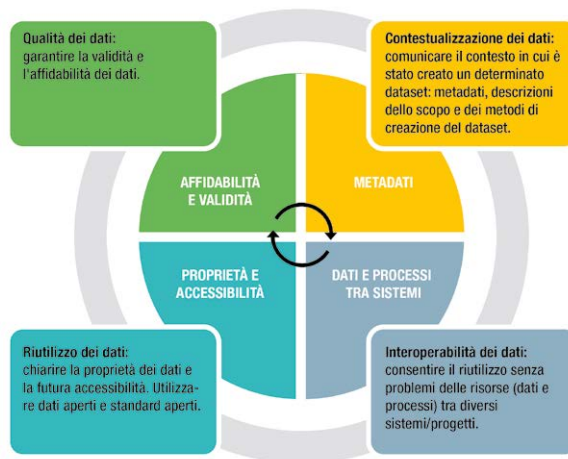 Qualità dei dati:
garantire la validità e
l'affidabilità dei dati.
Contestualizzazione dei dati:
comunicare il contesto in cui è
stato creato un determinato
dataset: metadati, descrizioni
dello scopo e dei metodi di
creazione del dataset.
AFFIDABILITÀ
E VALIDITÀ
METADATI
PROPRIETÀ E
ACCESSIBILITÀ
DATI E PROCESSI
TRA SISTEMI
Riutilizzo dei dati:
chiarire la proprietà dei dati e
la futura accessibilità. Utilizza-
re dati aperti e standard aperti.
Interoperabilità dei dati:
consentire il riutilizzo senza
problemi delle risorse (dati e
processi) tra diversi
sistemi/progetti.